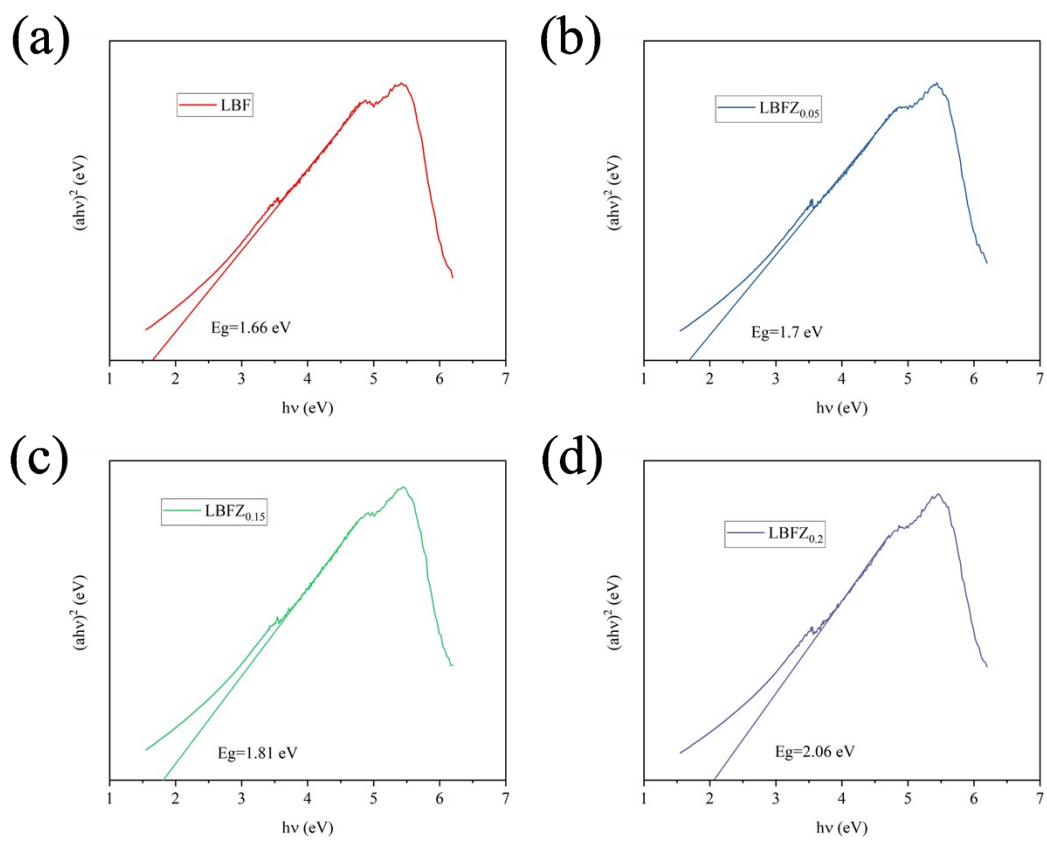 (a)
LBF
(ahν)² (eV)
Eg=1.66 eV
1 2 3 4 5 6 7
hν (eV)
(b)
LBFZ₀.₀₅
(ahν)² (eV)
Eg=1.7 eV
1 2 3 4 5 6 7
hν (eV)
(c)
LBFZ₀.₁₅
(ahν)² (eV)
Eg=1.81 eV
1 2 3 4 5 6 7
hν (eV)
(d)
LBFZ₀.₂
(ahν)² (eV)
Eg=2.06 eV
1 2 3 4 5 6 7
hν (eV)